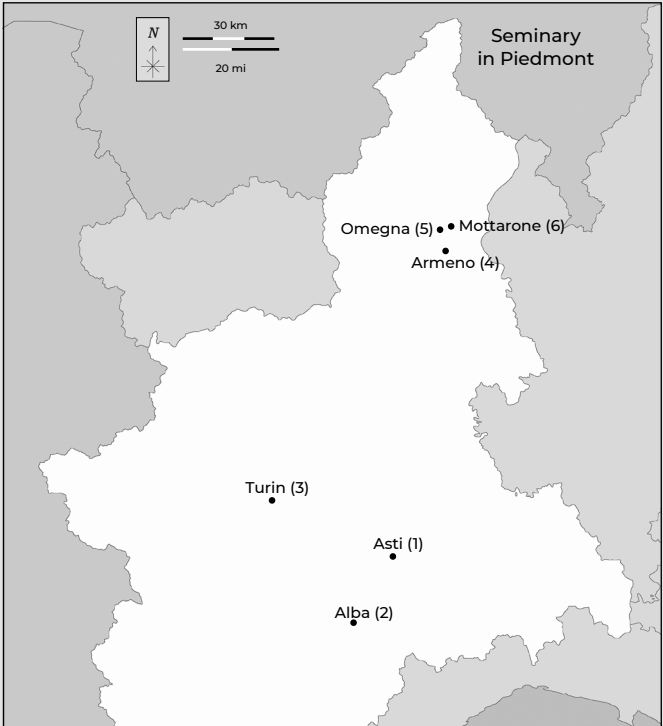 N
30 km
20 mi
Seminary
in Piedmont
Omegna (5)
Mottarone (6)
Armeno (4)
Turin (3)
Asti (1)
Alba (2)